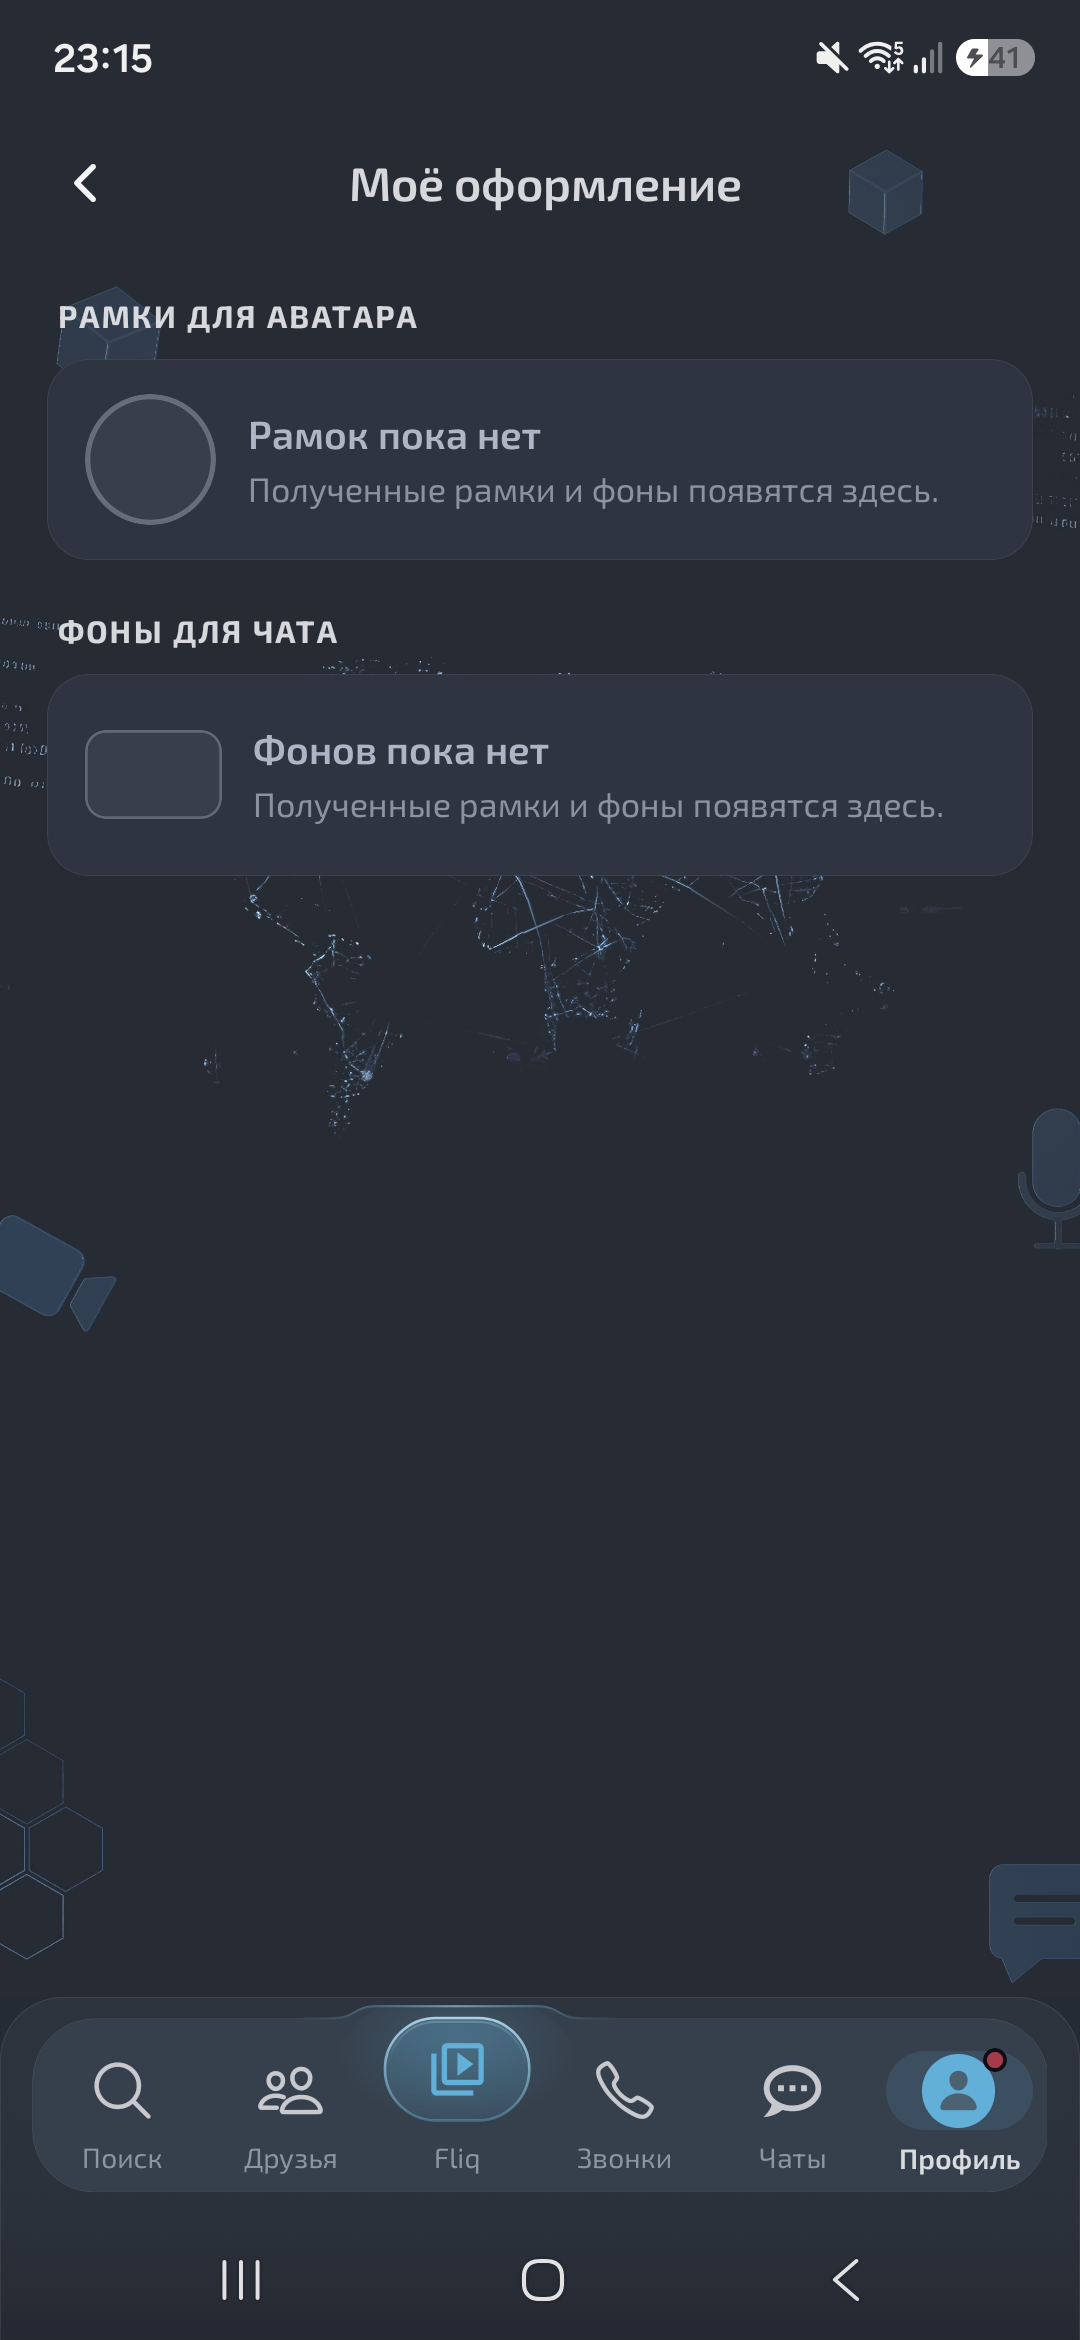 23:15
5
41
Моё оформление
РАМКИ ДЛЯ АВАТАРА
Рамок пока нет
Полученные рамки и фоны появятся здесь.
ФОНЫ ДЛЯ ЧАТА
Фонов пока нет
Полученные рамки и фоны появятся здесь.
Поиск
Друзья
Fliq
Звонки
Чаты
Профиль